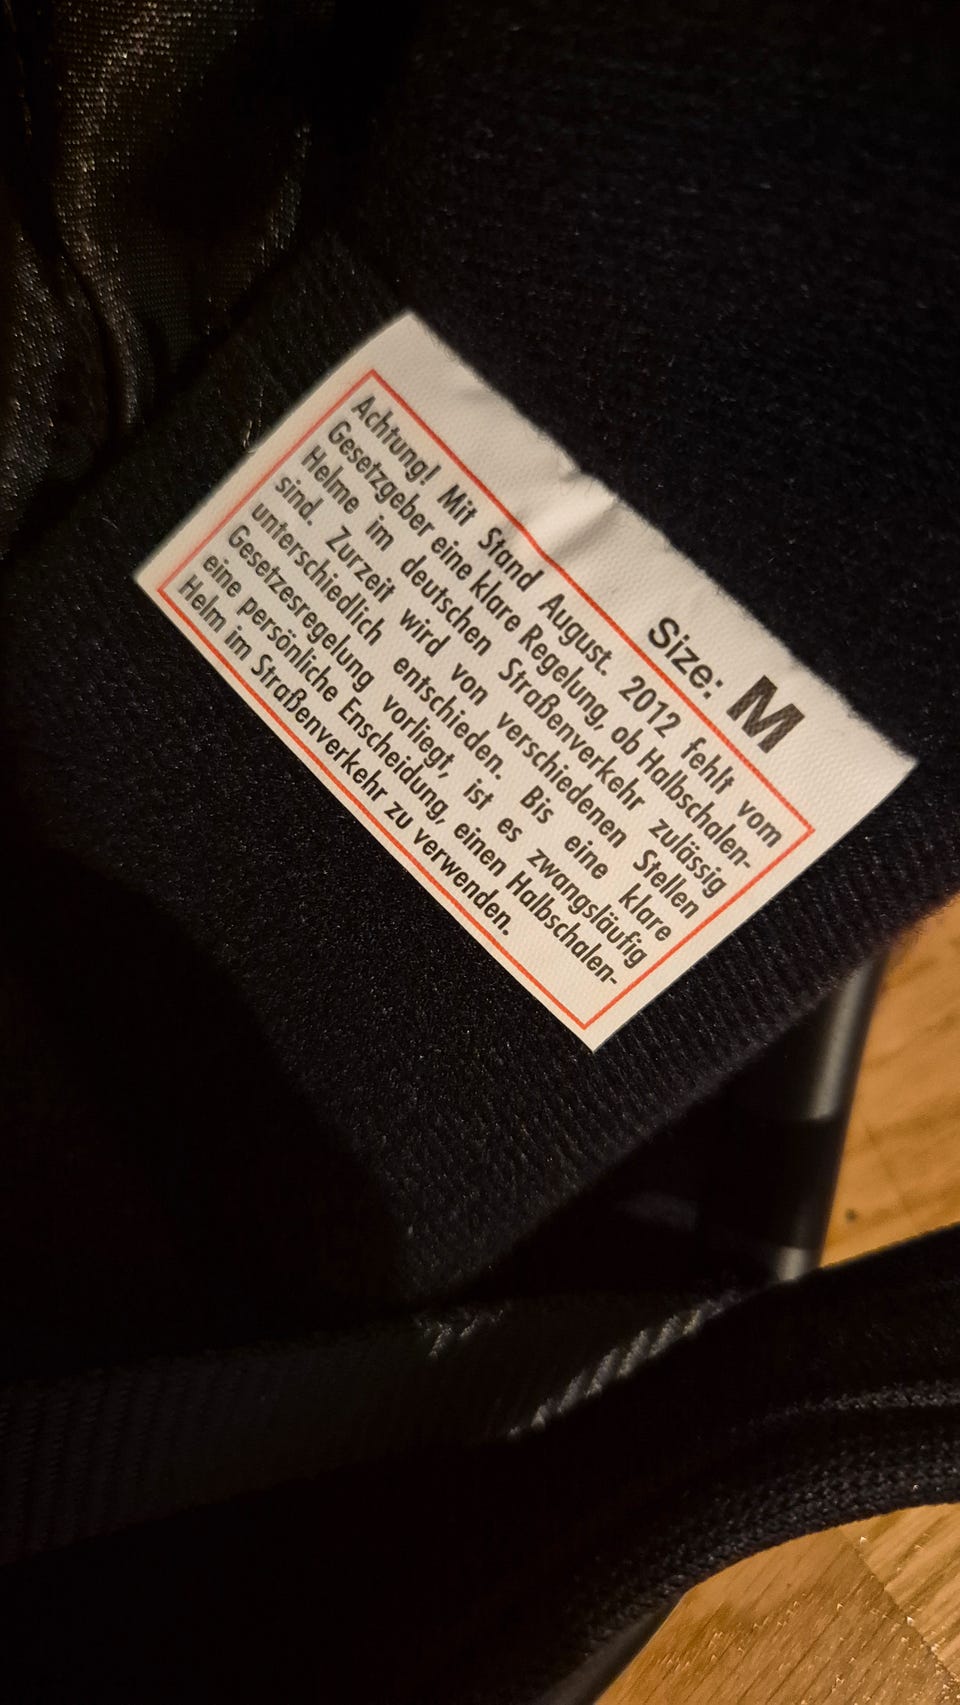 Size: M
Achtung! Mit Stand August. 2012 fehlt vom
Gesetzgeber eine klare Regelung, ob Halbschalen-
Helme im deutschen Straßenverkehr zulässig
sind. Zurzeit wird von verschiedenen Stellen
unterschiedlich entschieden. Bis eine klare
Gesetzesregelung vorliegt, ist es zwangsläufig
eine persönliche Enscheidung, einen Halbschalen-
Helm im Straßenverkehr zu verwenden.